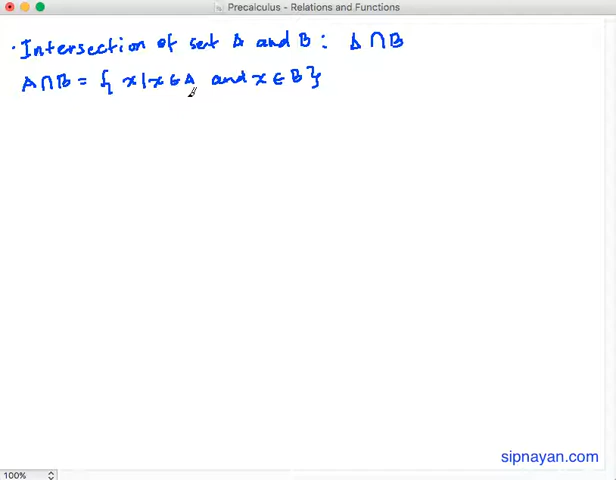 Precalculus - Relations and Functions
· Intersection of set A and B : A ∩ B
A ∩ B = { x | x ∈ A and x ∈ B }
sipnayan.com
100%